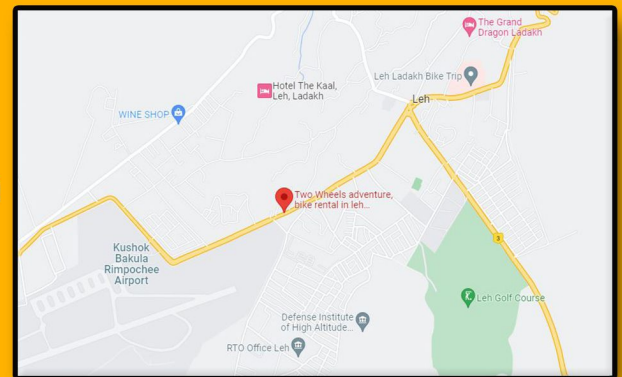 The Grand
Dragon Ladakh
Leh Ladakh Bike Trip
Hotel The Kaal,
Leh, Ladakh
Leh
WINE SHOP
Two Wheels adventure,
bike rental in leh...
3
Kushok
Bakula
Rimpochee
Airport
Leh Golf Course
Defense Institute
of High Altitude...
RTO Office Leh